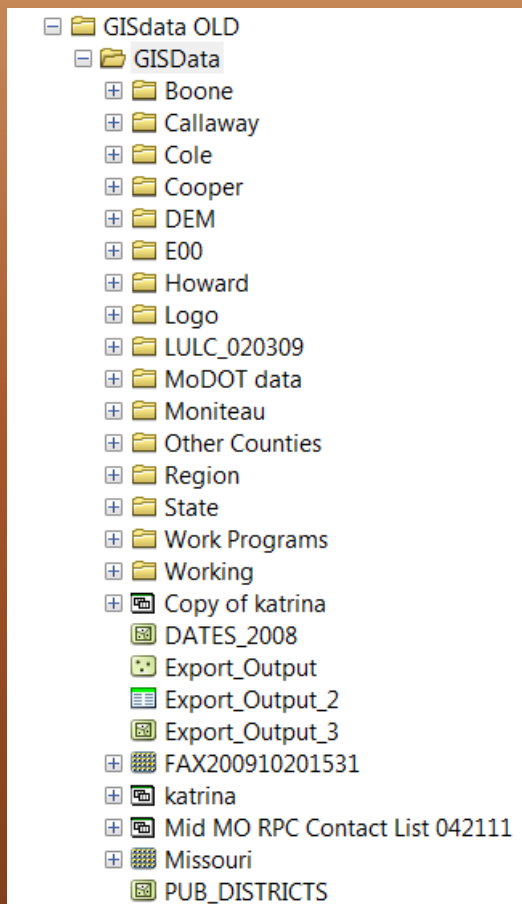 GISdata OLD
GISData
Boone
Callaway
Cole
Cooper
DEM
E00
Howard
Logo
LULC_020309
MoDOT data
Moniteau
Other Counties
Region
State
Work Programs
Working
Copy of katrina
DATES_2008
Export_Output
Export_Output_2
Export_Output_3
FAX200910201531
katrina
Mid MO RPC Contact List 042111
Missouri
PUB_DISTRICTS